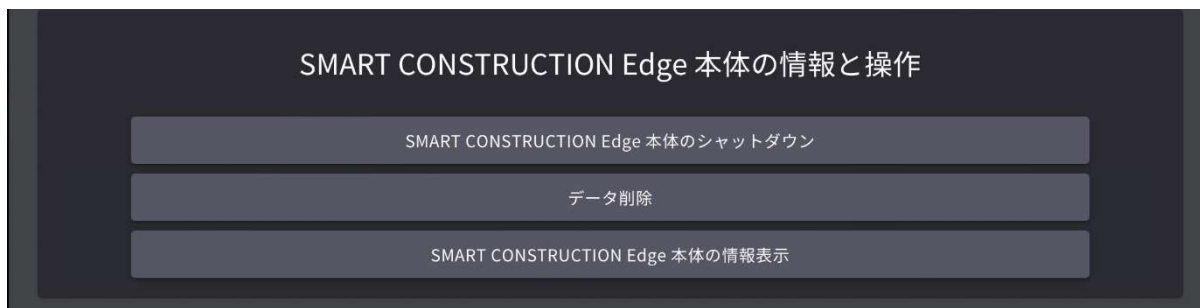 SMART CONSTRUCTION Edge 本体の情報と操作
SMART CONSTRUCTION Edge 本体のシャットダウン
データ削除
SMART CONSTRUCTION Edge 本体の情報表示